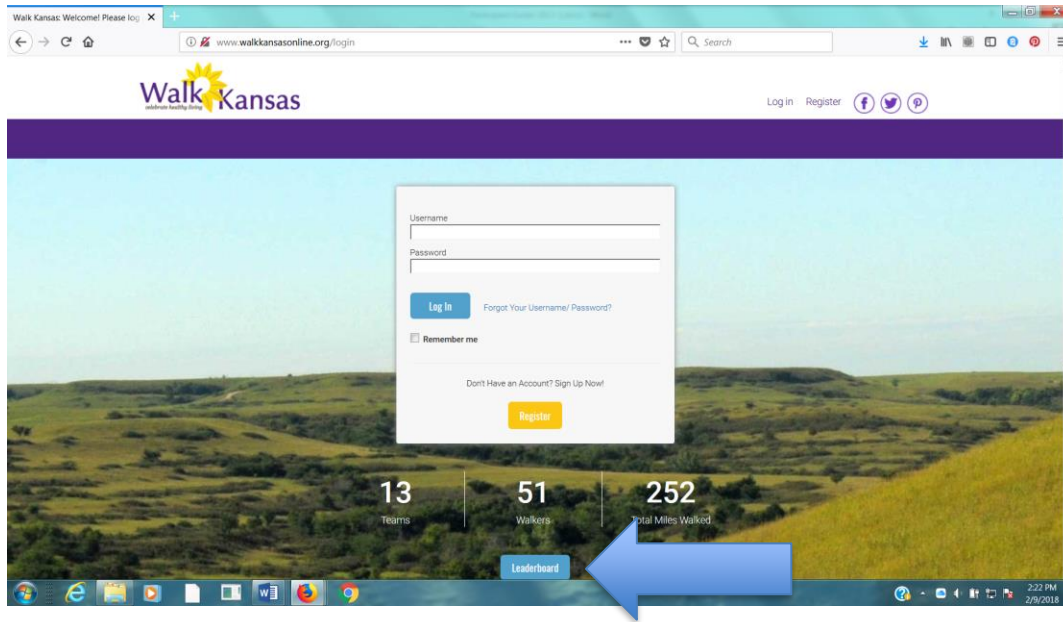 Walk Kansas: Welcome! Please log
www.walkkansasonline.org/login
Search
Walk Kansas
celebrate healthy living
Log in Register
Username
Password
Log In Forgot Your Username/ Password?
Remember me
Don't Have an Account? Sign Up Now!
Register
13 51 252
Teams Walkers Total Miles Walked
Leaderboard
2:22 PM
2/9/2018